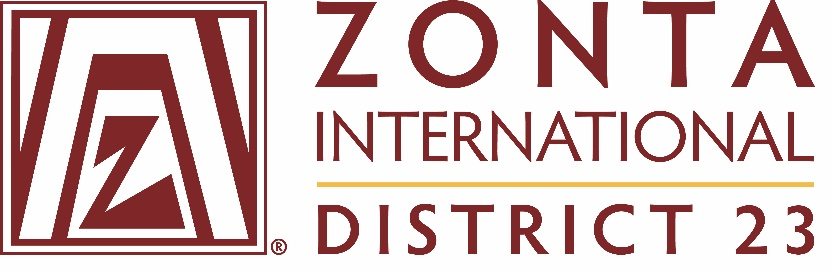 Z
®
ZONTA
INTERNATIONAL
DISTRICT 23